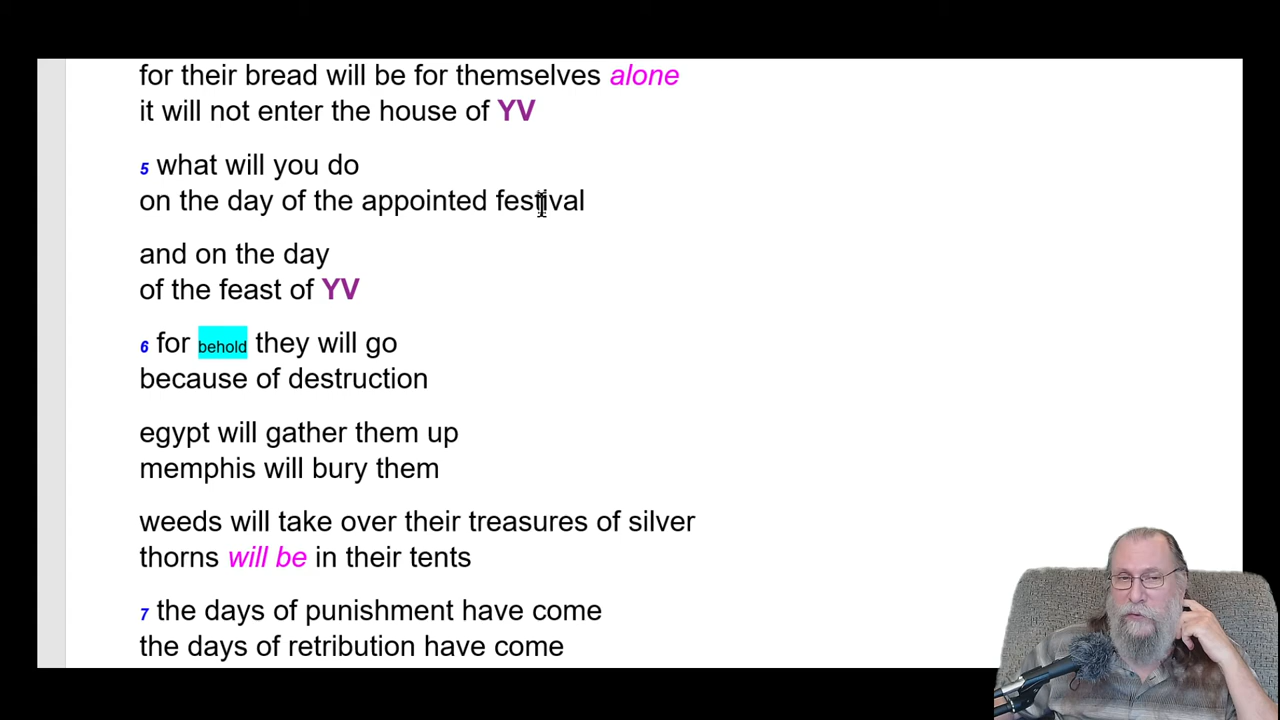 for their bread will be for themselves alone
it will not enter the house of YV
5 what will you do
on the day of the appointed festival
and on the day
of the feast of YV
6 for behold they will go
because of destruction
egypt will gather them up
memphis will bury them
weeds will take over their treasures of silver
thorns will be in their tents
7 the days of punishment have come
the days of retribution have come